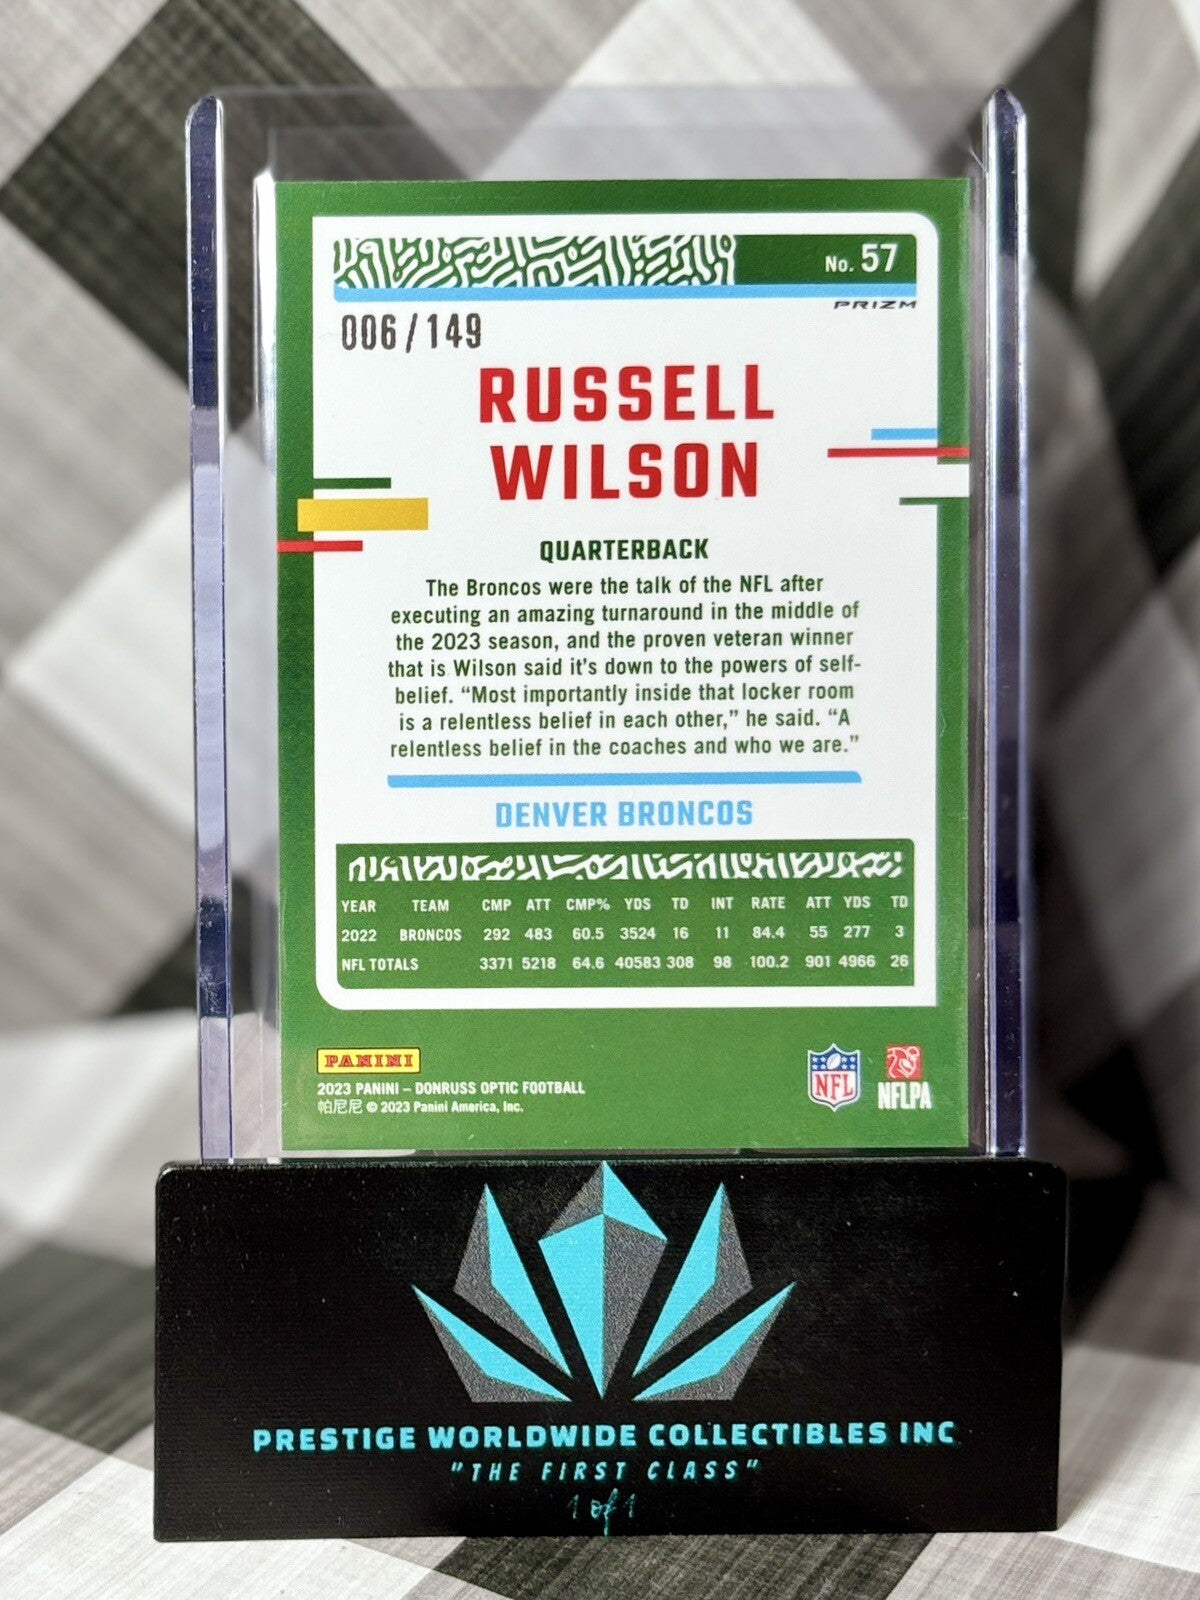 No. 57
PRIZM
006/149
RUSSELL
WILSON
QUARTERBACK
The Broncos were the talk of the NFL after
executing an amazing turnaround in the middle of
the 2023 season, and the proven veteran winner
that is Wilson said it's down to the powers of self-
belief. “Most importantly inside that locker room
is a relentless belief in each other,” he said. “A
relentless belief in the coaches and who we are.”
DENVER BRONCOS
YEAR TEAM CMP ATT CMP% YDS TD INT RATE ATT YDS TD
2022 BRONCOS 292 483 60.5 3524 16 11 84.4 55 277 3
NFL TOTALS 3371 5218 64.6 40583 308 98 100.2 901 4966 26
PANINI
2023 PANINI – DONRUSS OPTIC FOOTBALL
帕尼尼 © 2023 Panini America, Inc.
NFL
NFLPA
PRESTIGE WORLDWIDE COLLECTIBLES INC
"THE FIRST CLASS"
1 of 1